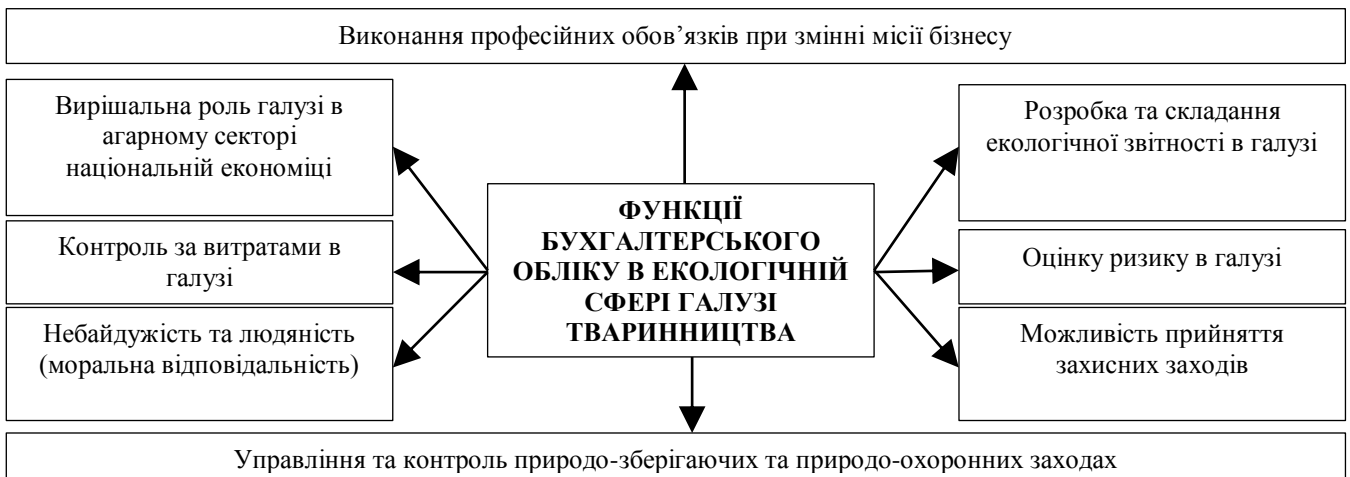 Виконання професійних обов’язків при змінні місії бізнесу
Вирішальна роль галузі в
агарному секторі
національній економіці
Контроль за витратами в
галузі
Небайдужість та людяність
(моральна відповідальність)
ФУНКЦІЇ
БУХГАЛТЕРСЬКОГО
ОБЛІКУ В ЕКОЛОГІЧНІЙ
СФЕРІ ГАЛУЗІ
ТВАРИННИЦТВА
Розробка та складання
екологічної звітності в галузі
Оцінку ризику в галузі
Можливість прийняття
захисних заходів
Управління та контроль природо-зберігаючих та природо-охоронних заходах